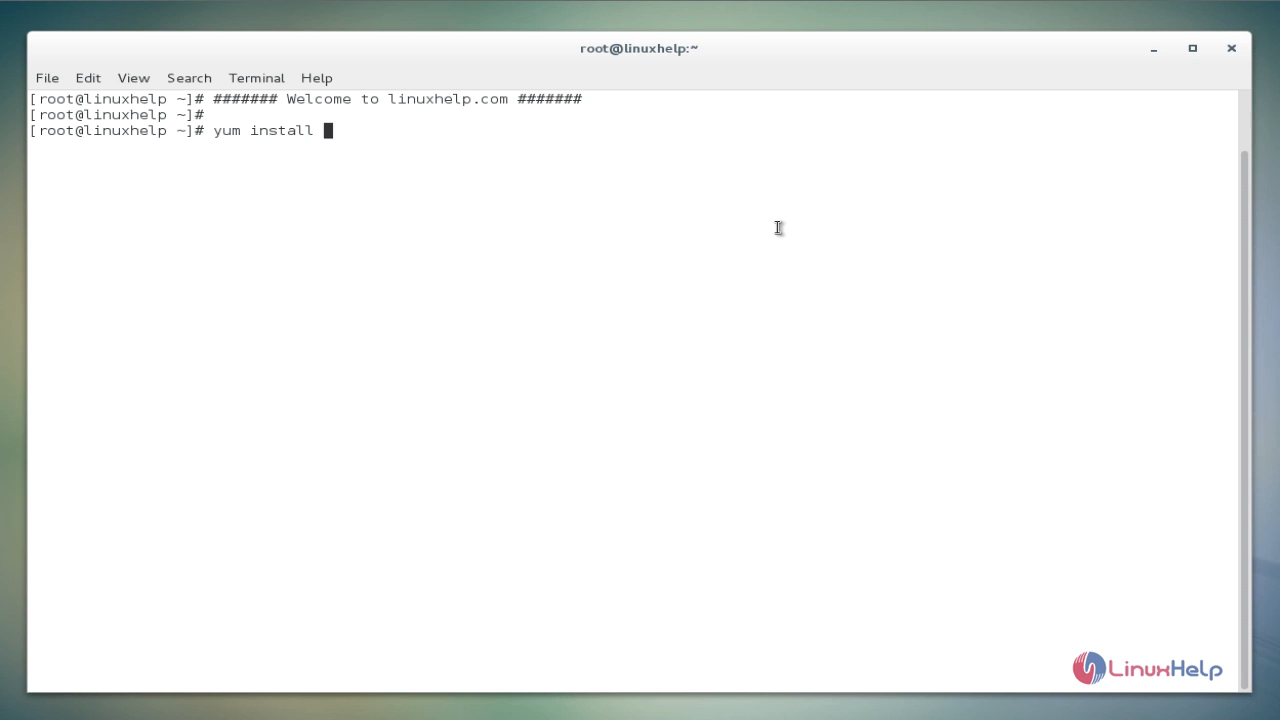 root@linuxhelp:~
File Edit View Search Terminal Help
[root@linuxhelp ~]# ####### Welcome to linuxhelp.com #######
[root@linuxhelp ~]#
[root@linuxhelp ~]# yum install
LinuxHelp